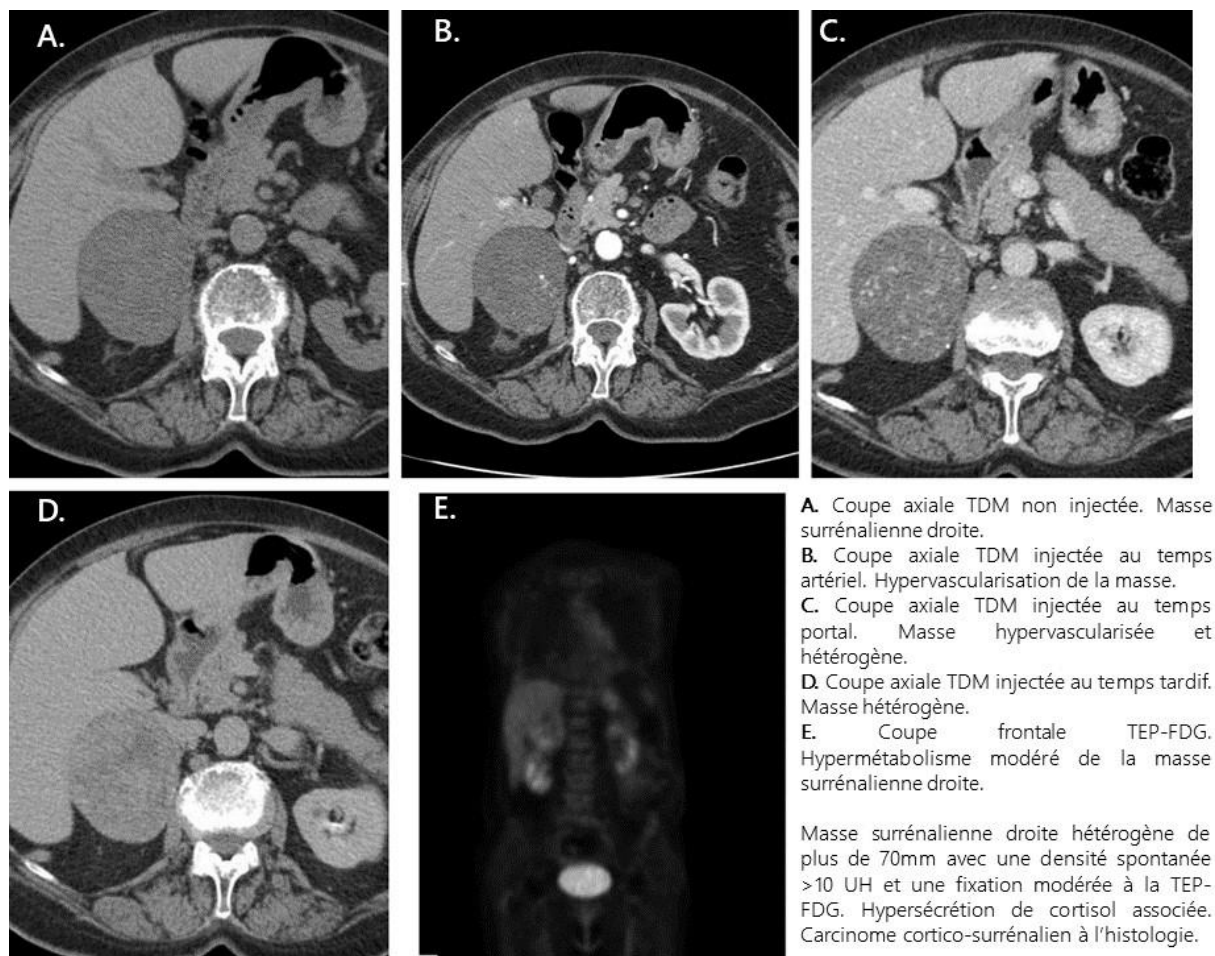 A.
B.
C.
D.
E.
A. Coupe axiale TDM non injectée. Masse
surrénalienne droite.
B. Coupe axiale TDM injectée au temps
artériel. Hypervascularisation de la masse.
C. Coupe axiale TDM injectée au temps
portal. Masse hypervascularisée et
hétérogène.
D. Coupe axiale TDM injectée au temps tardif.
Masse hétérogène.
E. Coupe frontale TEP-FDG.
Hypermétabolisme modéré de la masse
surrénalienne droite.
Masse surrénalienne droite hétérogène de
plus de 70mm avec une densité spontanée
>10 UH et une fixation modérée à la TEP-
FDG. Hypersécrétion de cortisol associée.
Carcinome cortico-surrénalien à l'histologie.